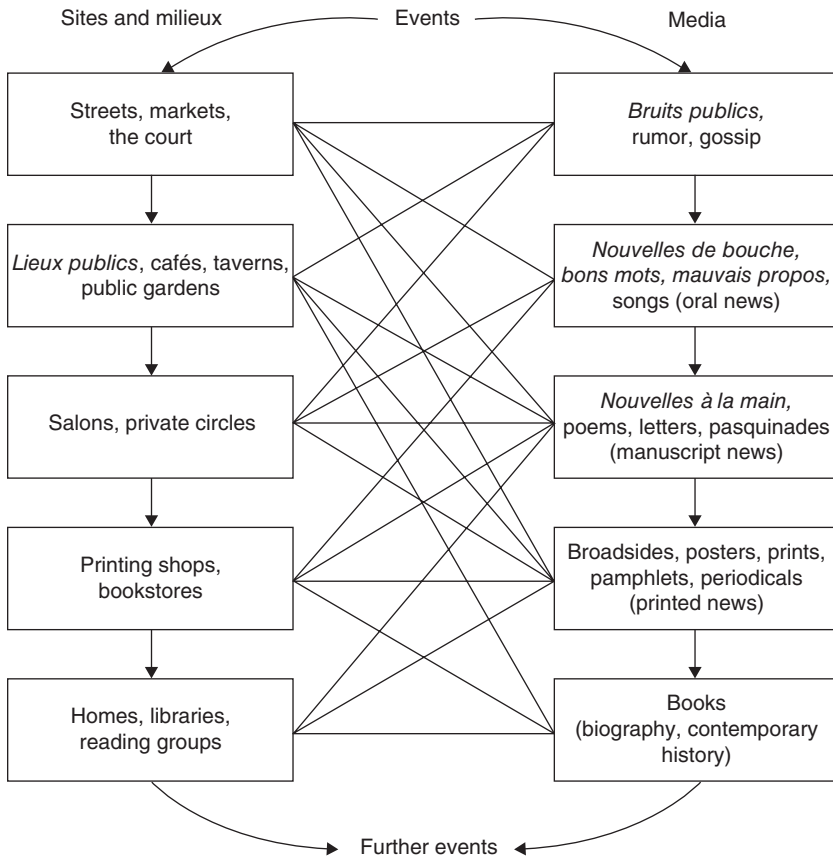 Sites and milieux
Events
Media
Streets, markets,
the court
Bruits publics,
rumor, gossip
Lieux publics, cafés, taverns,
public gardens
Nouvelles de bouche,
bons mots, mauvais propos,
songs (oral news)
Salons, private circles
Nouvelles à la main,
poems, letters, pasquinades
(manuscript news)
Printing shops,
bookstores
Broadsides, posters, prints,
pamphlets, periodicals
(printed news)
Homes, libraries,
reading groups
Books
(biography, contemporary
history)
Further events